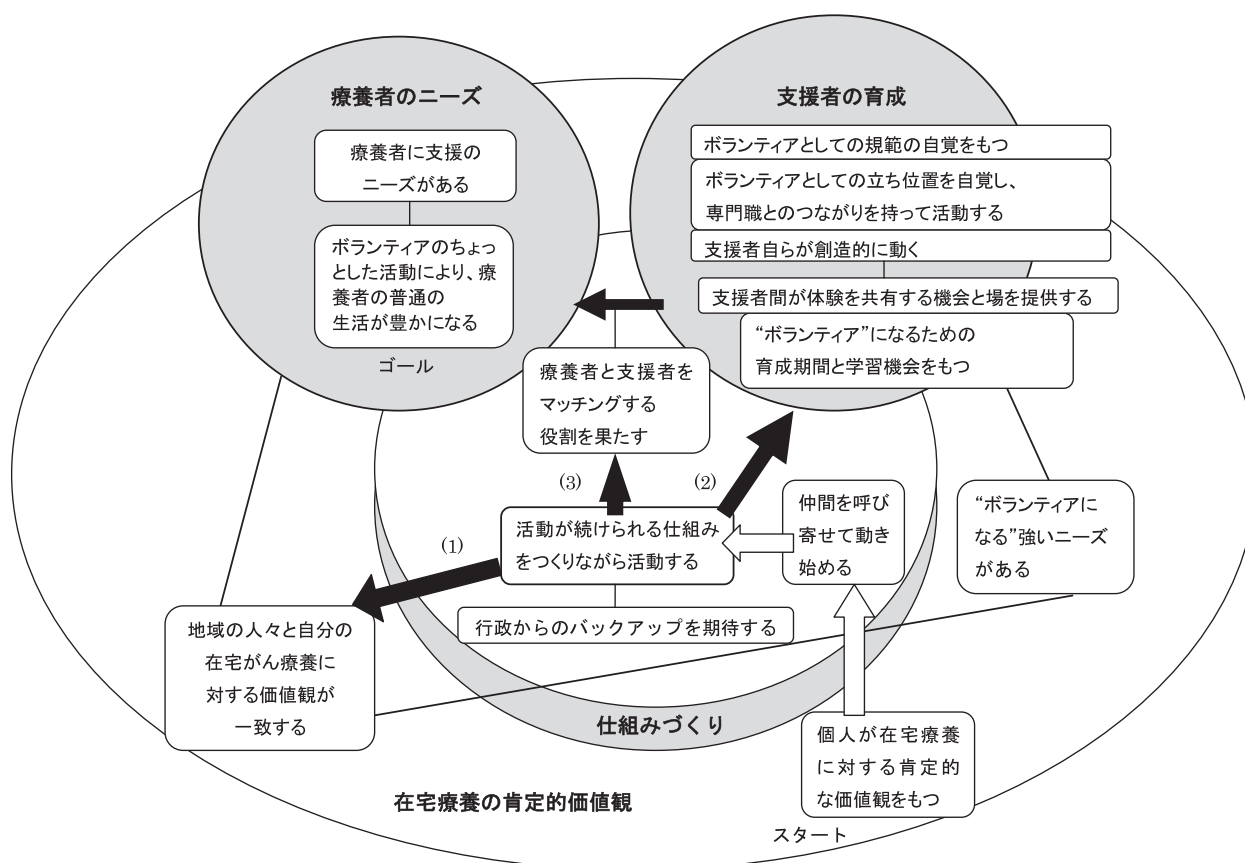 療養者のニーズ
療養者に支援の
ニーズがある
ボランティアのちょっ
とした活動により、療
養者の普通の
生活が豊かになる
ゴール
支援者の育成
ボランティアとしての規範の自覚をもつ
ボランティアとしての立ち位置を自覚し、
専門職とのつながりを持って活動する
支援者自らが創造的に動く
支援者間が体験を共有する機会と場を提供する
“ボランティア”になるための
育成期間と学習機会をもつ
療養者と支援者を
マッチングする
役割を果たす
(3)
(2)
(1)
活動が続けられる仕組み
をつくりながら活動する
仲間を呼び
寄せて動き
始める
“ボランティアに
なる”強いニーズ
がある
行政からのバックアップを期待する
地域の人々と自分の
在宅がん療養に
対する価値観が
一致する
仕組みづくり
個人が在宅療養
に対する肯定的
な価値観をもつ
在宅療養の肯定的価値観
スタート